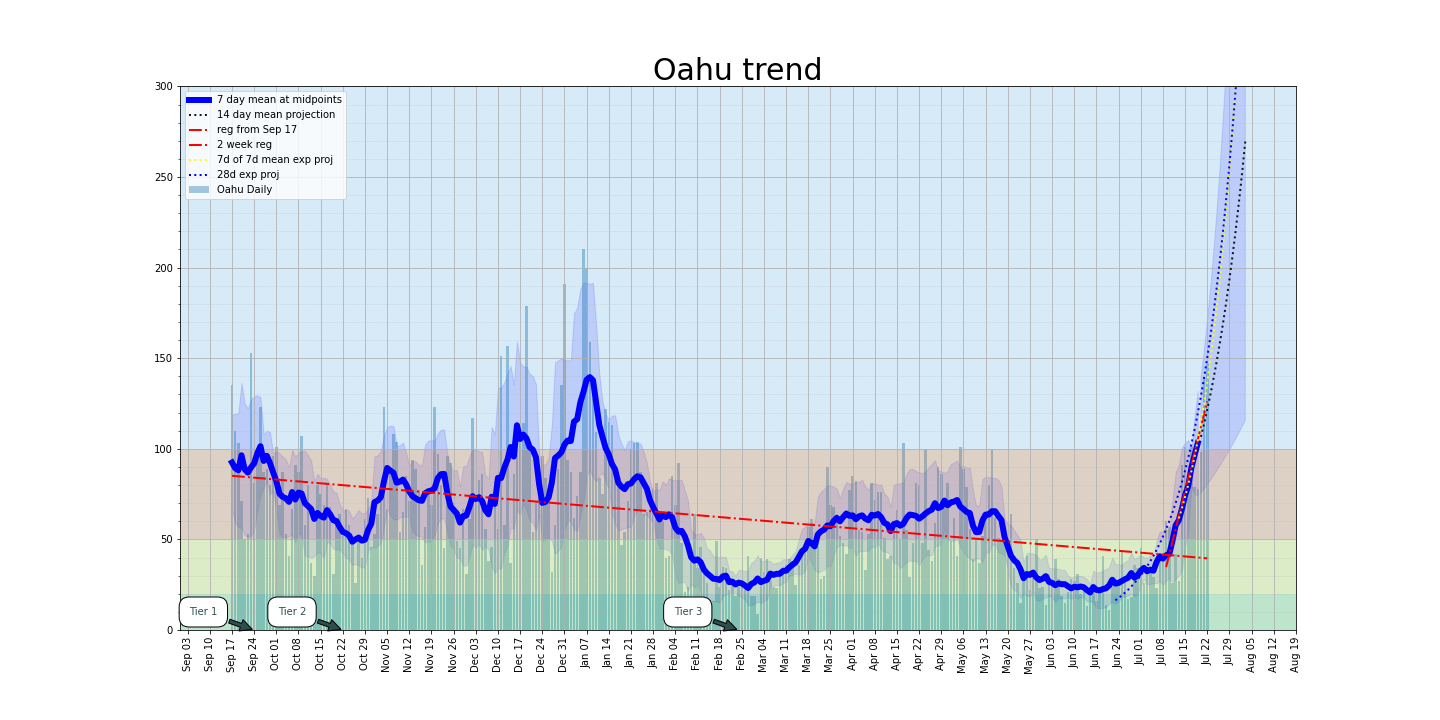 Oahu trend
300
250
200
150
100
50
0
7 day mean at midpoints
14 day mean projection
reg from Sep 17
2 week reg
7d of 7d mean exp proj
28d exp proj
Oahu Daily
Tier 1
Tier 2
Tier 3
Sep 03
Sep 10
Sep 17
Sep 24
Oct 01
Oct 08
Oct 15
Oct 22
Oct 29
Nov 05
Nov 12
Nov 19
Nov 26
Dec 03
Dec 10
Dec 17
Dec 24
Dec 31
Jan 07
Jan 14
Jan 21
Jan 28
Feb 04
Feb 11
Feb 18
Feb 25
Mar 04
Mar 11
Mar 18
Mar 25
Apr 01
Apr 08
Apr 15
Apr 22
Apr 29
May 06
May 13
May 20
May 27
Jun 03
Jun 10
Jun 17
Jun 24
Jul 01
Jul 08
Jul 15
Jul 22
Jul 29
Aug 05
Aug 12
Aug 19